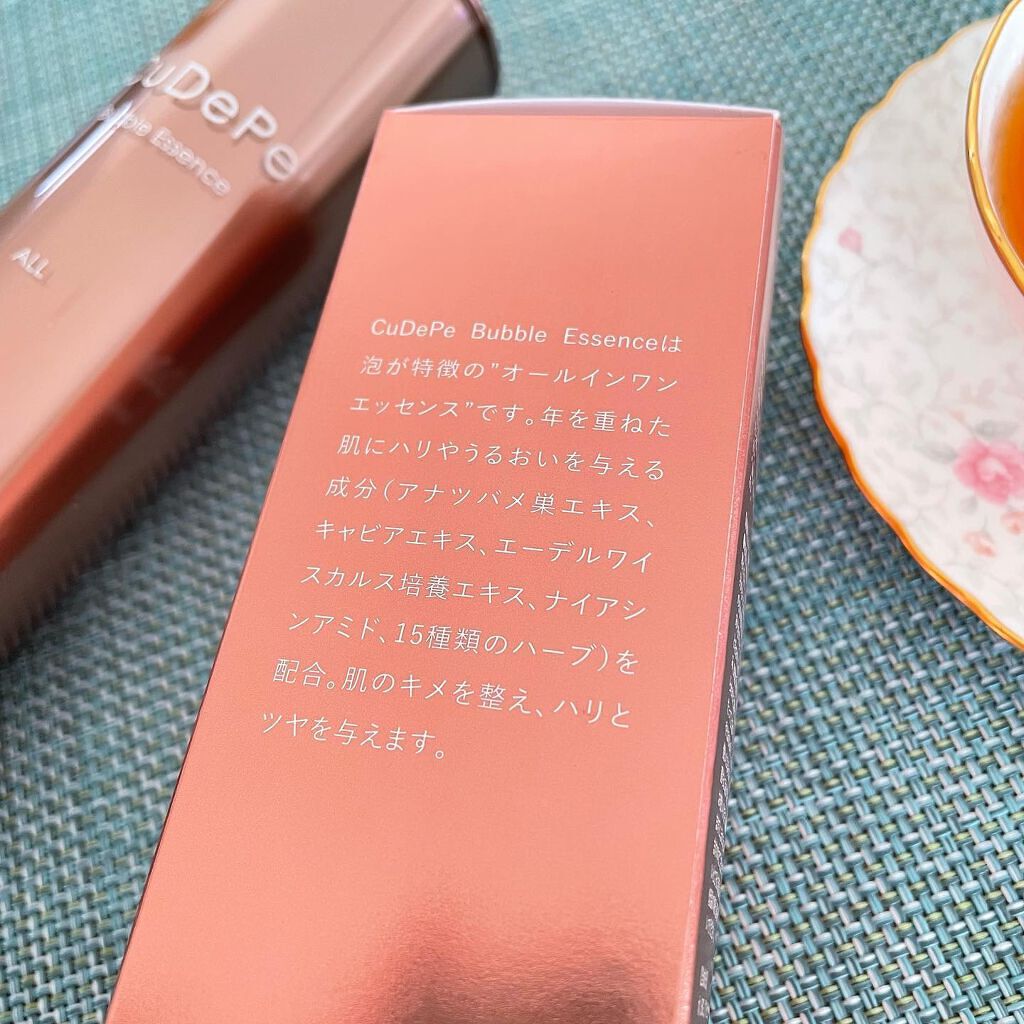 CuDePe
Bubble Essence
ALL
CuDePe Bubble Essenceは
泡が特徴の"オールインワン
エッセンス"です。年を重ねた
肌にハリやうるおいを与える
成分(アナツバメ巣エキス、
キャビアエキス、エーデルワイ
スカルス培養エキス、ナイアシ
ンアミド、15種類のハーブ)を
配合。肌のキメを整え、ハリと
ツヤを与えます。